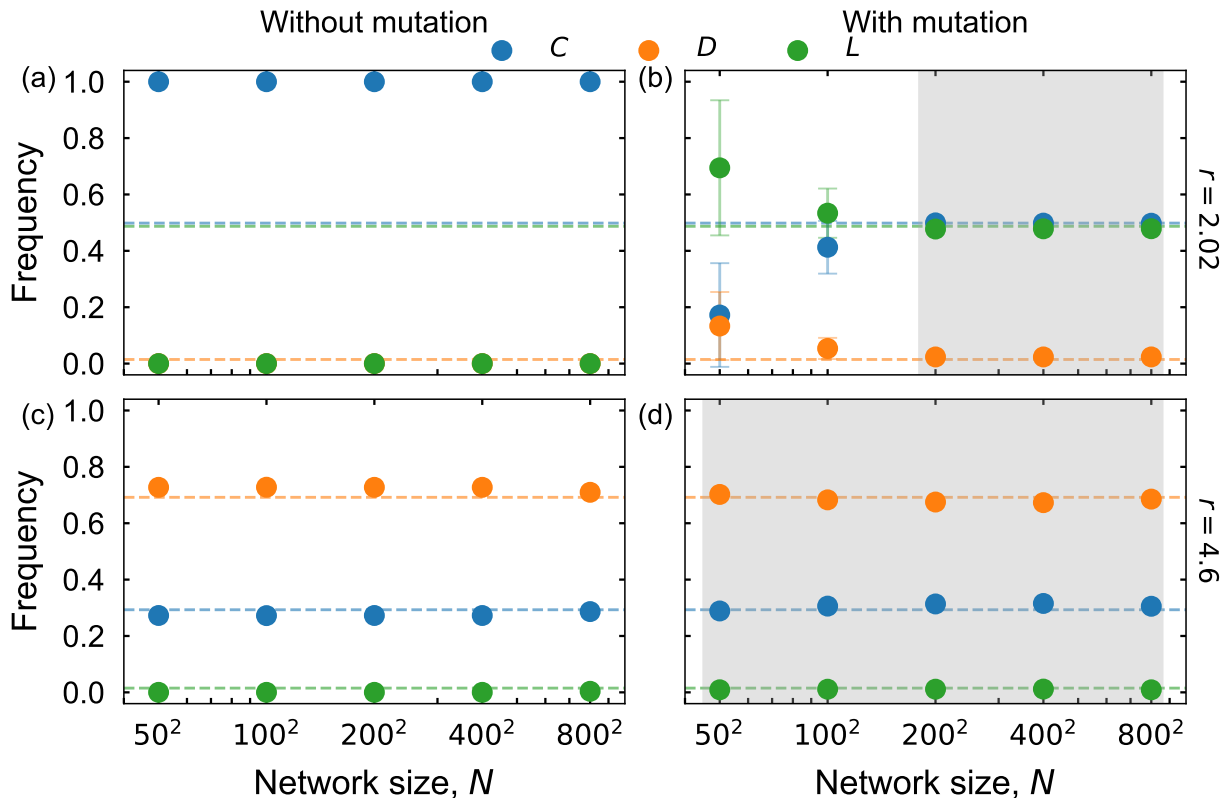 Without mutation
With mutation
C
D
L
(a)
(b)
Frequency
1.0
0.8
0.6
0.4
0.2
0.0
r = 2.02
(c)
(d)
Frequency
1.0
0.8
0.6
0.4
0.2
0.0
r = 4.6
50² 100² 200² 400² 800²
50² 100² 200² 400² 800²
Network size, N
Network size, N